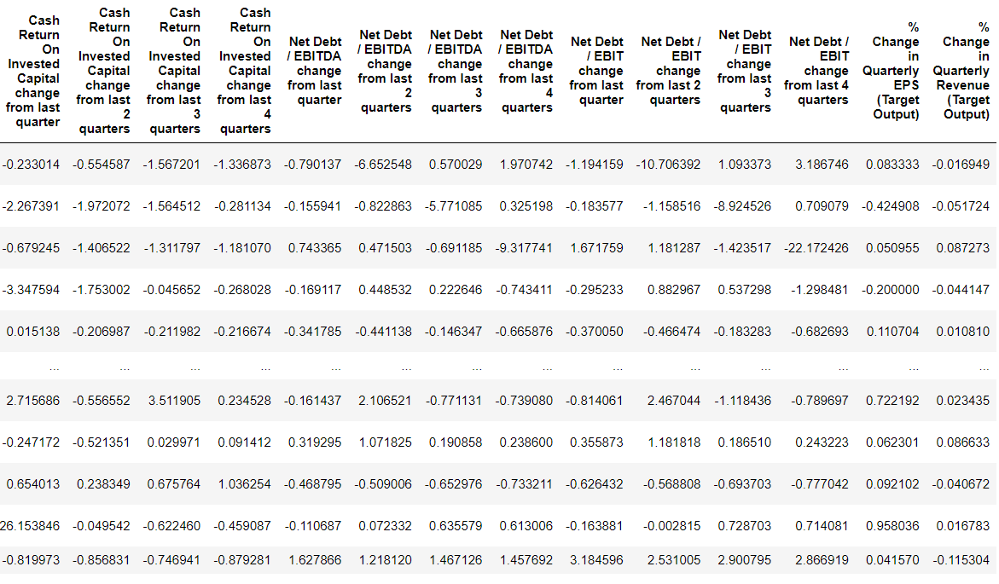 Cash Return On Invested Capital change from last quarter Cash Return On Invested Capital change from last 2 quarters Cash Return On Invested Capital change from last 3 quarters Cash Return On Invested Capital change from last 4 quarters Net Debt / EBITDA change from last quarter Net Debt / EBITDA change from last 2 quarters Net Debt / EBITDA change from last 3 quarters Net Debt / EBITDA change from last 4 quarters Net Debt / EBIT change from last quarter Net Debt / EBIT change from last 2 quarters Net Debt / EBIT change from last 3 quarters Net Debt / EBIT change from last 4 quarters % Change in Quarterly EPS (Target Output) % Change in Quarterly Revenue (Target Output)
-0.233014 -0.554587 -1.567201 -1.336873 -0.790137 -6.652548 0.570029 1.970742 -1.194159 -10.706392 1.093373 3.186746 0.083333 -0.016949
-2.267391 -1.972072 -1.564512 -0.281134 -0.155941 -0.822863 -5.771085 0.325198 -0.183577 -1.158516 -8.924526 0.709079 -0.424908 -0.051724
-0.679245 -1.406522 -1.311797 -1.181070 0.743365 0.471503 -0.691185 -9.317741 1.671759 1.181287 -1.423517 -22.172426 0.050955 0.087273
-3.347594 -1.753002 -0.045652 -0.268028 -0.169117 0.448532 0.222646 -0.743411 -0.295233 0.882967 0.537298 -1.298481 -0.200000 -0.044147
0.015138 -0.206987 -0.211982 -0.216674 -0.341785 -0.441138 -0.146347 -0.665876 -0.370050 -0.466474 -0.183283 -0.682693 0.110704 0.010810
... ... ... ... ... ... ... ... ... ... ... ... ... ...
2.715686 -0.556552 3.511905 0.234528 -0.161437 2.106521 -0.771131 -0.739080 -0.814061 2.467044 -1.118436 -0.789697 0.722192 0.023435
-0.247172 -0.521351 0.029971 0.091412 0.319295 1.071825 0.190858 0.238600 0.355873 1.181818 0.186510 0.243223 0.062301 0.086633
0.654013 0.238349 0.675764 1.036254 -0.468795 -0.509006 -0.652976 -0.733211 -0.626432 -0.568808 -0.693703 -0.777042 0.092102 -0.040672
26.153846 -0.049542 -0.622460 -0.459087 -0.110687 0.072332 0.635579 0.613006 -0.163881 -0.002815 0.728703 0.714081 0.958036 0.016783
-0.819973 -0.856831 -0.746941 -0.879281 1.627866 1.218120 1.467126 1.457692 3.184596 2.531005 2.900795 2.866919 0.041570 -0.115304